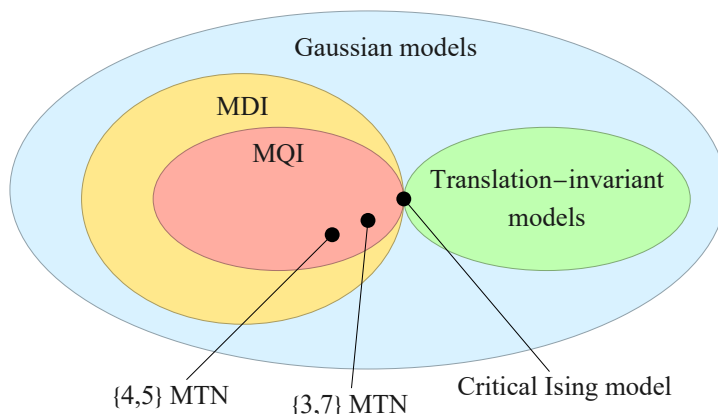 Gaussian models
MDI
MQI
Translation−invariant
models
{4,5} MTN
{3,7} MTN
Critical Ising model